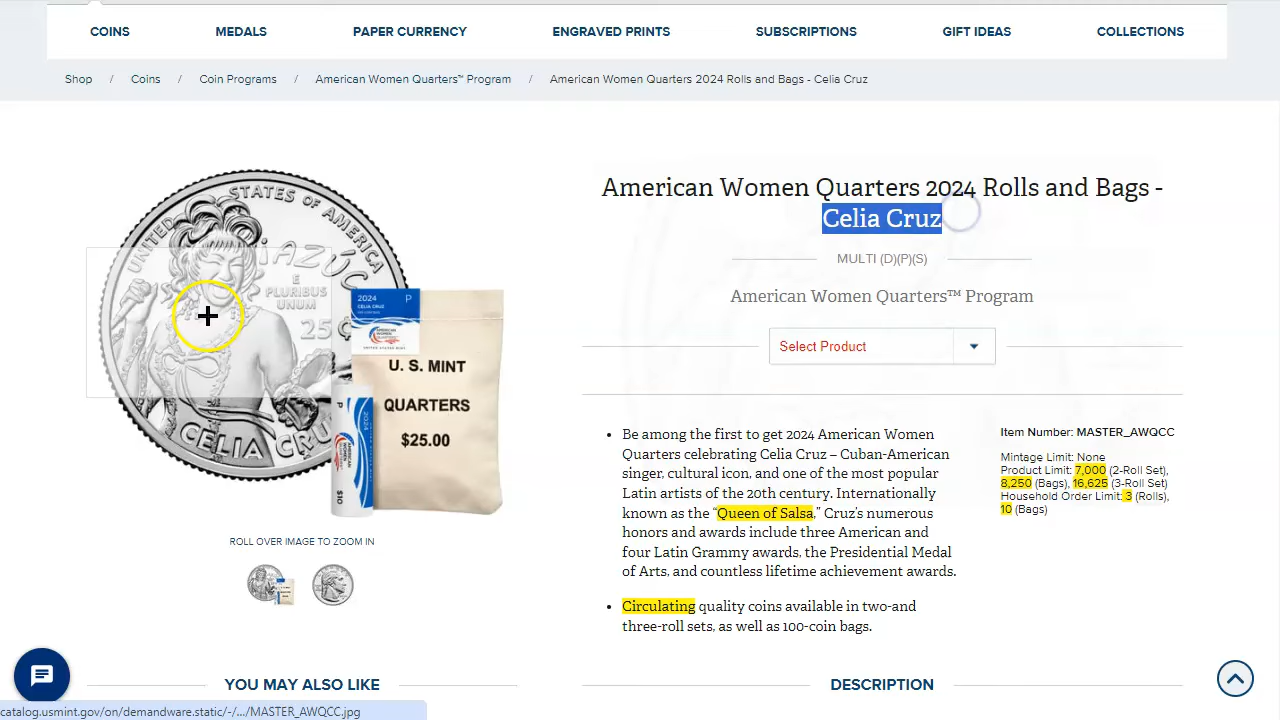 COINS MEDALS PAPER CURRENCY ENGRAVED PRINTS SUBSCRIPTIONS GIFT IDEAS COLLECTIONS
Shop / Coins / Coin Programs / American Women Quarters™ Program / American Women Quarters 2024 Rolls and Bags - Celia Cruz
UNITED STATES OF AMERICA
¡AZÚC
E
PLURIBUS
UNUM
25¢
CELIA CRU
2024 P
CELIA CRUZ
AMERICAN
WOMEN
QUARTERS
U. S. MINT
QUARTERS
$25.00
P
2024
$10
ROLL OVER IMAGE TO ZOOM IN
American Women Quarters 2024 Rolls and Bags -
Celia Cruz
MULTI (D)(P)(S)
American Women Quarters™ Program
Select Product
• Be among the first to get 2024 American Women
Quarters celebrating Celia Cruz – Cuban-American
singer, cultural icon, and one of the most popular
Latin artists of the 20th century. Internationally
known as the “Queen of Salsa,” Cruz’s numerous
honors and awards include three American and
four Latin Grammy awards, the Presidential Medal
of Arts, and countless lifetime achievement awards.
• Circulating quality coins available in two-and
three-roll sets, as well as 100-coin bags.
Item Number: MASTER_AWQCC
Mintage Limit: None
Product Limit: 7,000 (2-Roll Set),
8,250 (Bags), 16,625 (3-Roll Set)
Household Order Limit: 3 (Rolls),
10 (Bags)
YOU MAY ALSO LIKE
DESCRIPTION
catalog.usmint.gov/on/demandware.static/-/.../MASTER_AWQCC.jpg